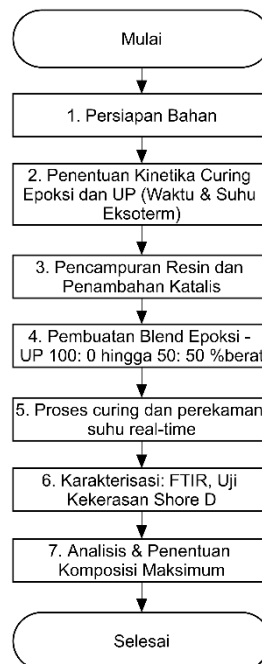 Mulai
1. Persiapan Bahan
2. Penentuan Kinetika Curing
Epoksi dan UP (Waktu & Suhu
Eksoterm)
3. Pencampuran Resin dan
Penambahan Katalis
4. Pembuatan Blend Epoksi -
UP 100: 0 hingga 50: 50 %berat
5. Proses curing dan perekaman
suhu real-time
6. Karakterisasi: FTIR, Uji
Kekerasan Shore D
7. Analisis & Penentuan
Komposisi Maksimum
Selesai